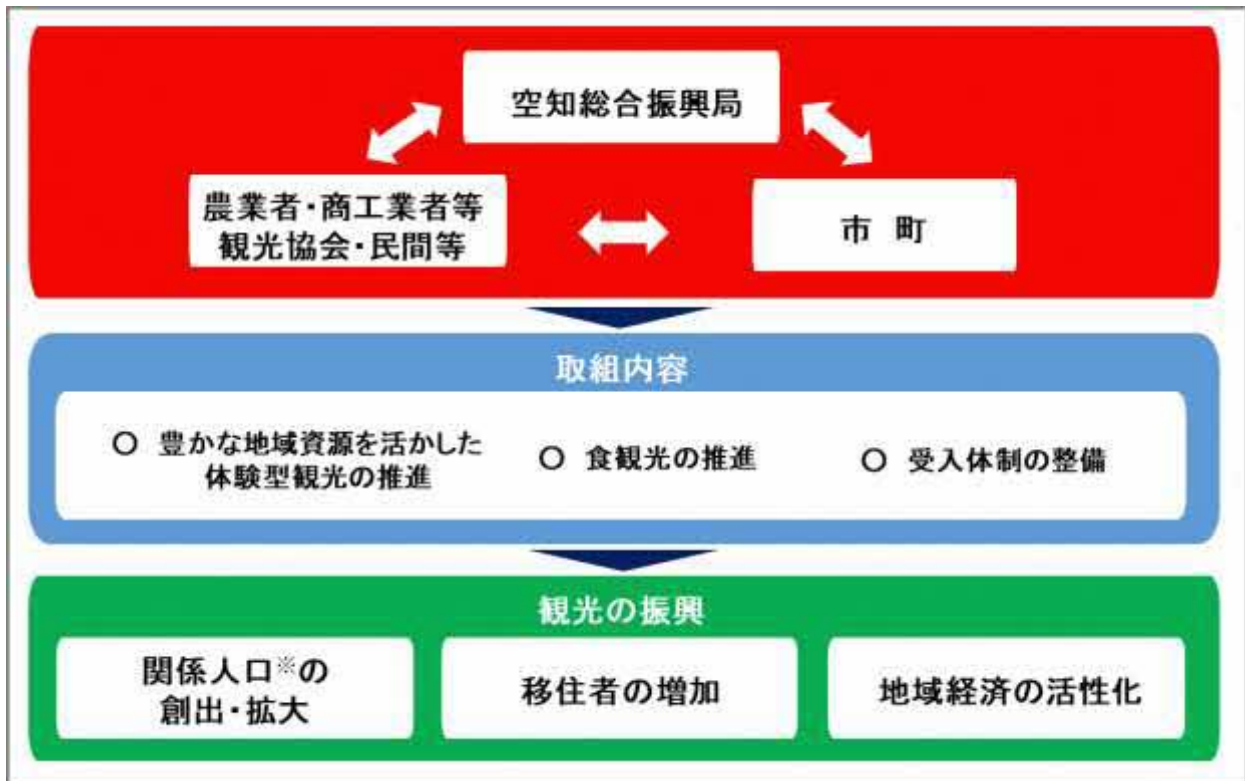 空知総合振興局
農業者・商工業者等
観光協会・民間等
市 町
取組内容
○ 豊かな地域資源を活かした
体験型観光の推進
○ 食観光の推進
○ 受入体制の整備
観光の振興
関係人口※の
創出・拡大
移住者の増加
地域経済の活性化